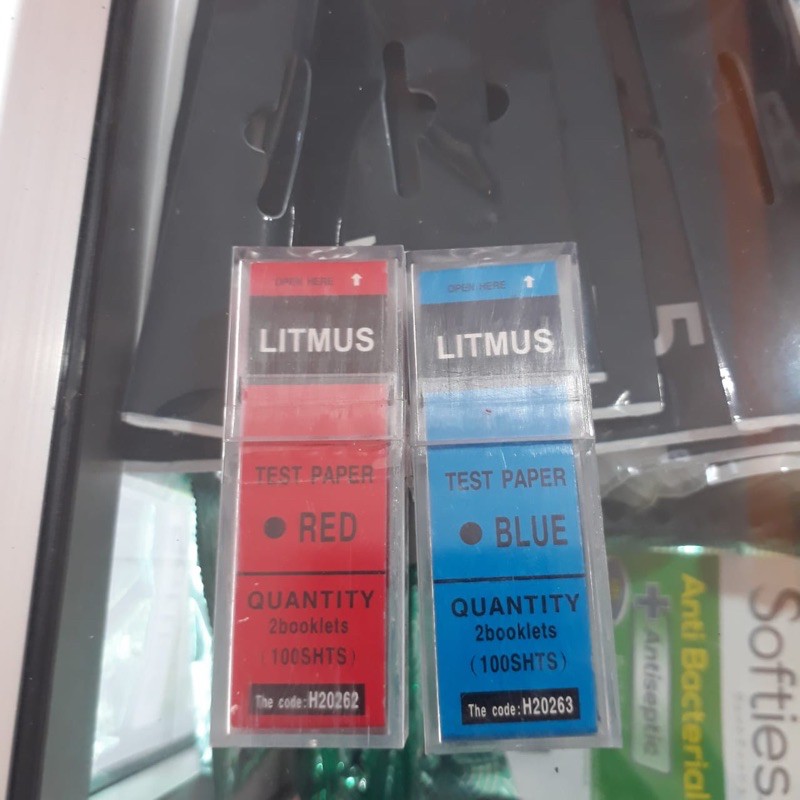 OPEN HERE
LITMUS
TEST PAPER
● RED
QUANTITY
2booklets
(100SHTS)
The code:H20262
OPEN HERE
LITMUS
TEST PAPER
● BLUE
QUANTITY
2booklets
(100SHTS)
The code:H20263
5
Anti Bacterial
+ Antiseptic
Softies